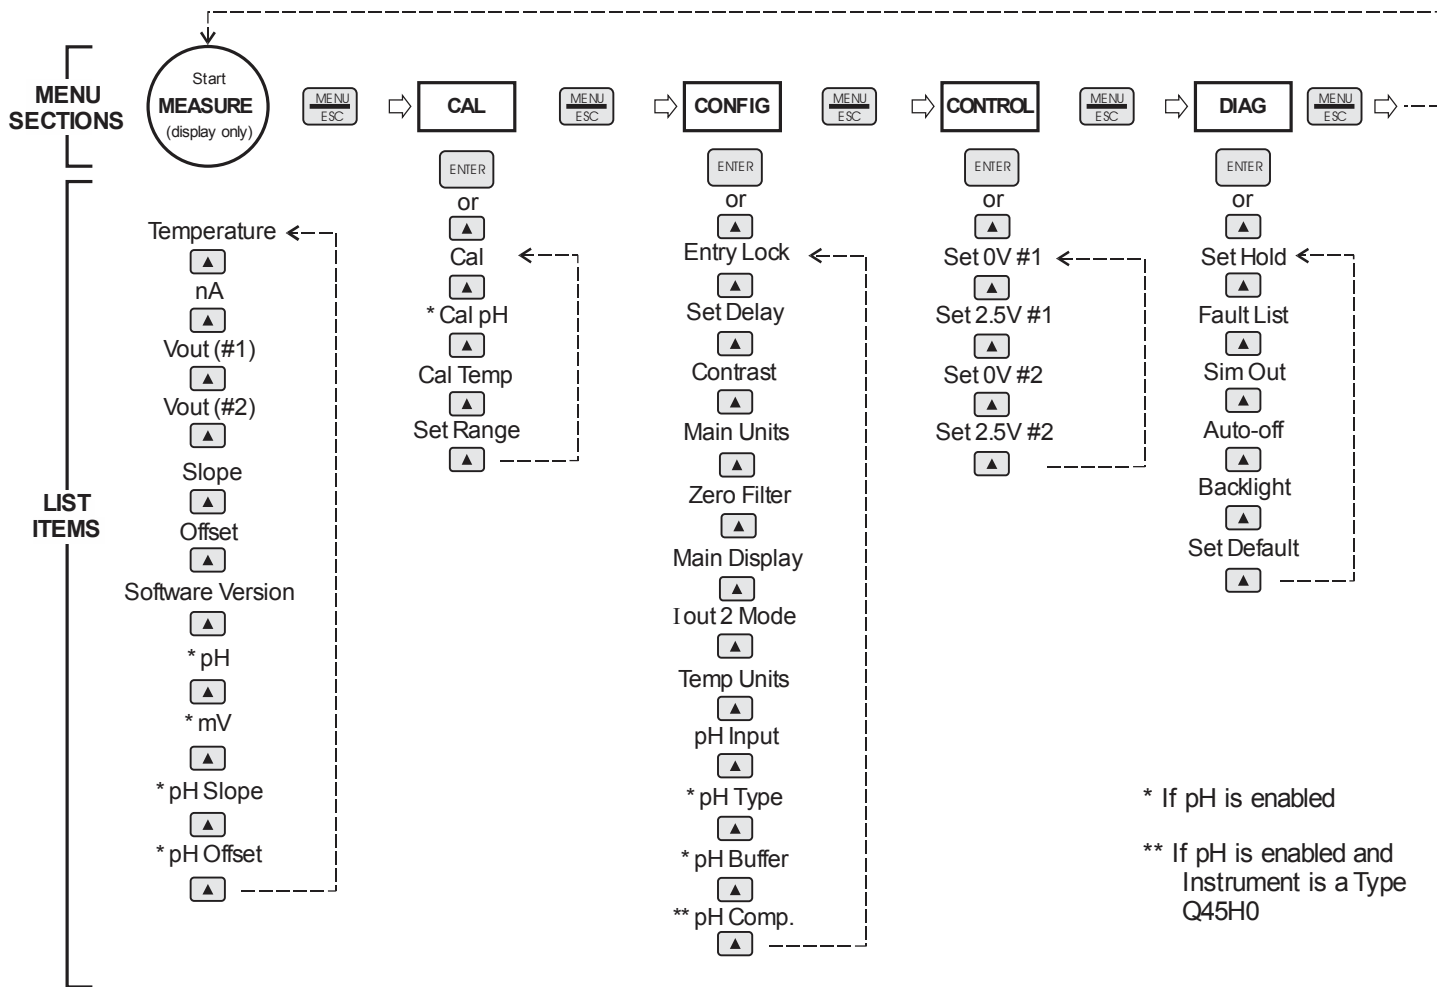 MENU
SECTIONS
Start
MEASURE
(display only)
MENU
ESC
CAL
MENU
ESC
CONFIG
MENU
ESC
CONTROL
MENU
ESC
DIAG
MENU
ESC
LIST
ITEMS
Temperature
nA
Vout (#1)
Vout (#2)
Slope
Offset
Software Version
* pH
* mV
* pH Slope
* pH Offset
ENTER
or
Cal
* Cal pH
Cal Temp
Set Range
ENTER
or
Entry Lock
Set Delay
Contrast
Main Units
Zero Filter
Main Display
Iout 2 Mode
Temp Units
pH Input
* pH Type
* pH Buffer
** pH Comp.
ENTER
or
Set 0V #1
Set 2.5V #1
Set 0V #2
Set 2.5V #2
ENTER
or
Set Hold
Fault List
Sim Out
Auto-off
Backlight
Set Default
* If pH is enabled
** If pH is enabled and
Instrument is a Type
Q45H0